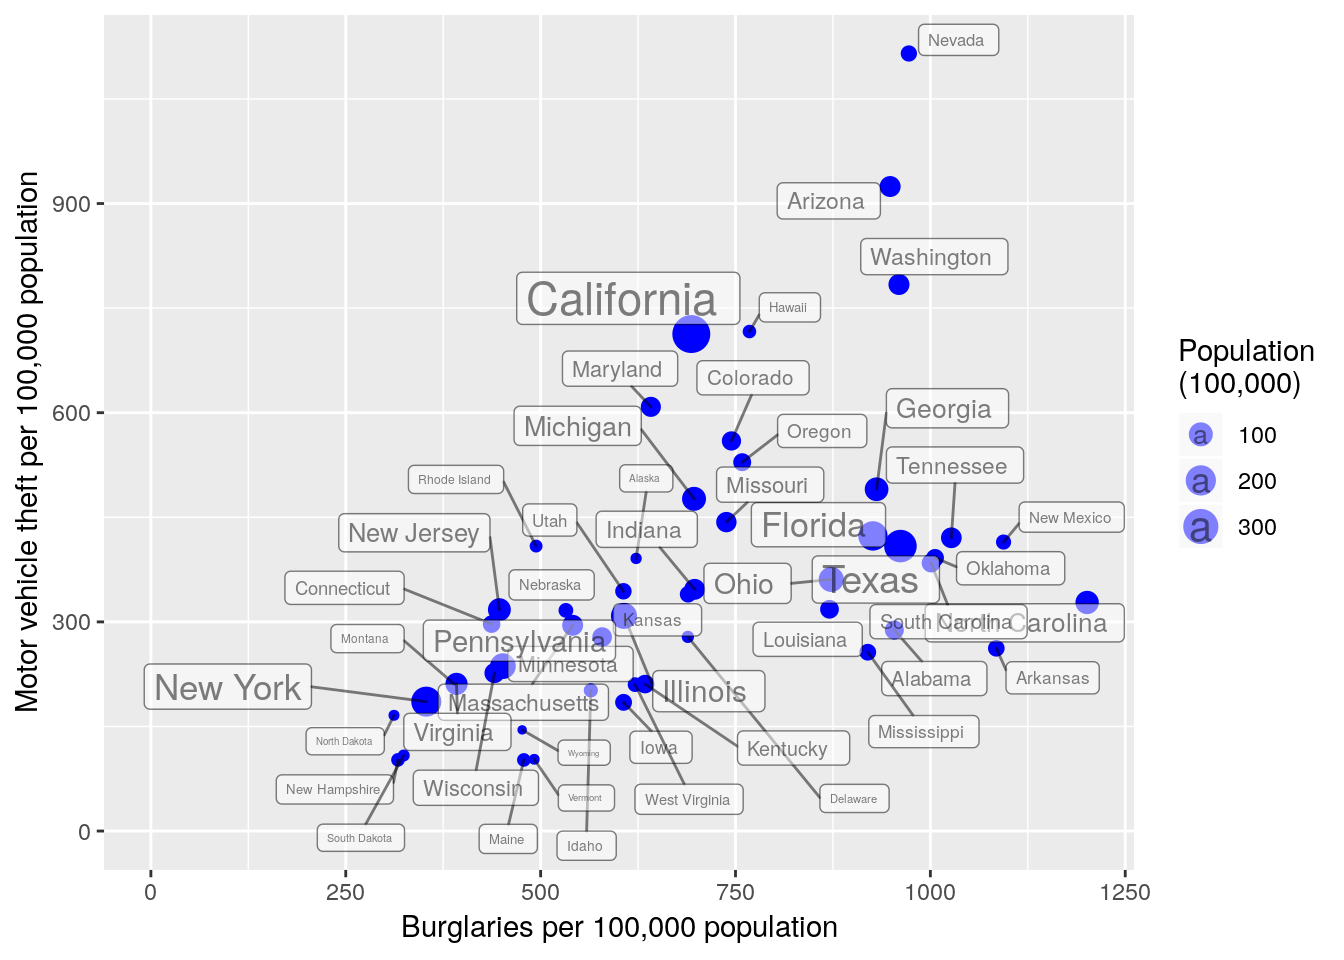 Nevada
Arizona
Washington
California
Hawaii
Maryland
Colorado
Georgia
Michigan
Oregon
Tennessee
Rhode Island
Alaska
Missouri
New Mexico
Utah
Indiana
Florida
New Jersey
Oklahoma
Connecticut
Nebraska
Ohio
Texas
Kansas
South Carolina
North Carolina
Montana
Pennsylvania
Louisiana
Minnesota
Alabama
Arkansas
New York
Massachusetts
Illinois
Virginia
Mississippi
North Dakota
Wyoming
Iowa
Kentucky
New Hampshire
Wisconsin
Vermont
West Virginia
Delaware
South Dakota
Maine
Idaho
900
600
300
0
0
250
500
750
1000
1250
Motor vehicle theft per 100,000 population
Burglaries per 100,000 population
Population
(100,000)
a 100
a 200
a 300